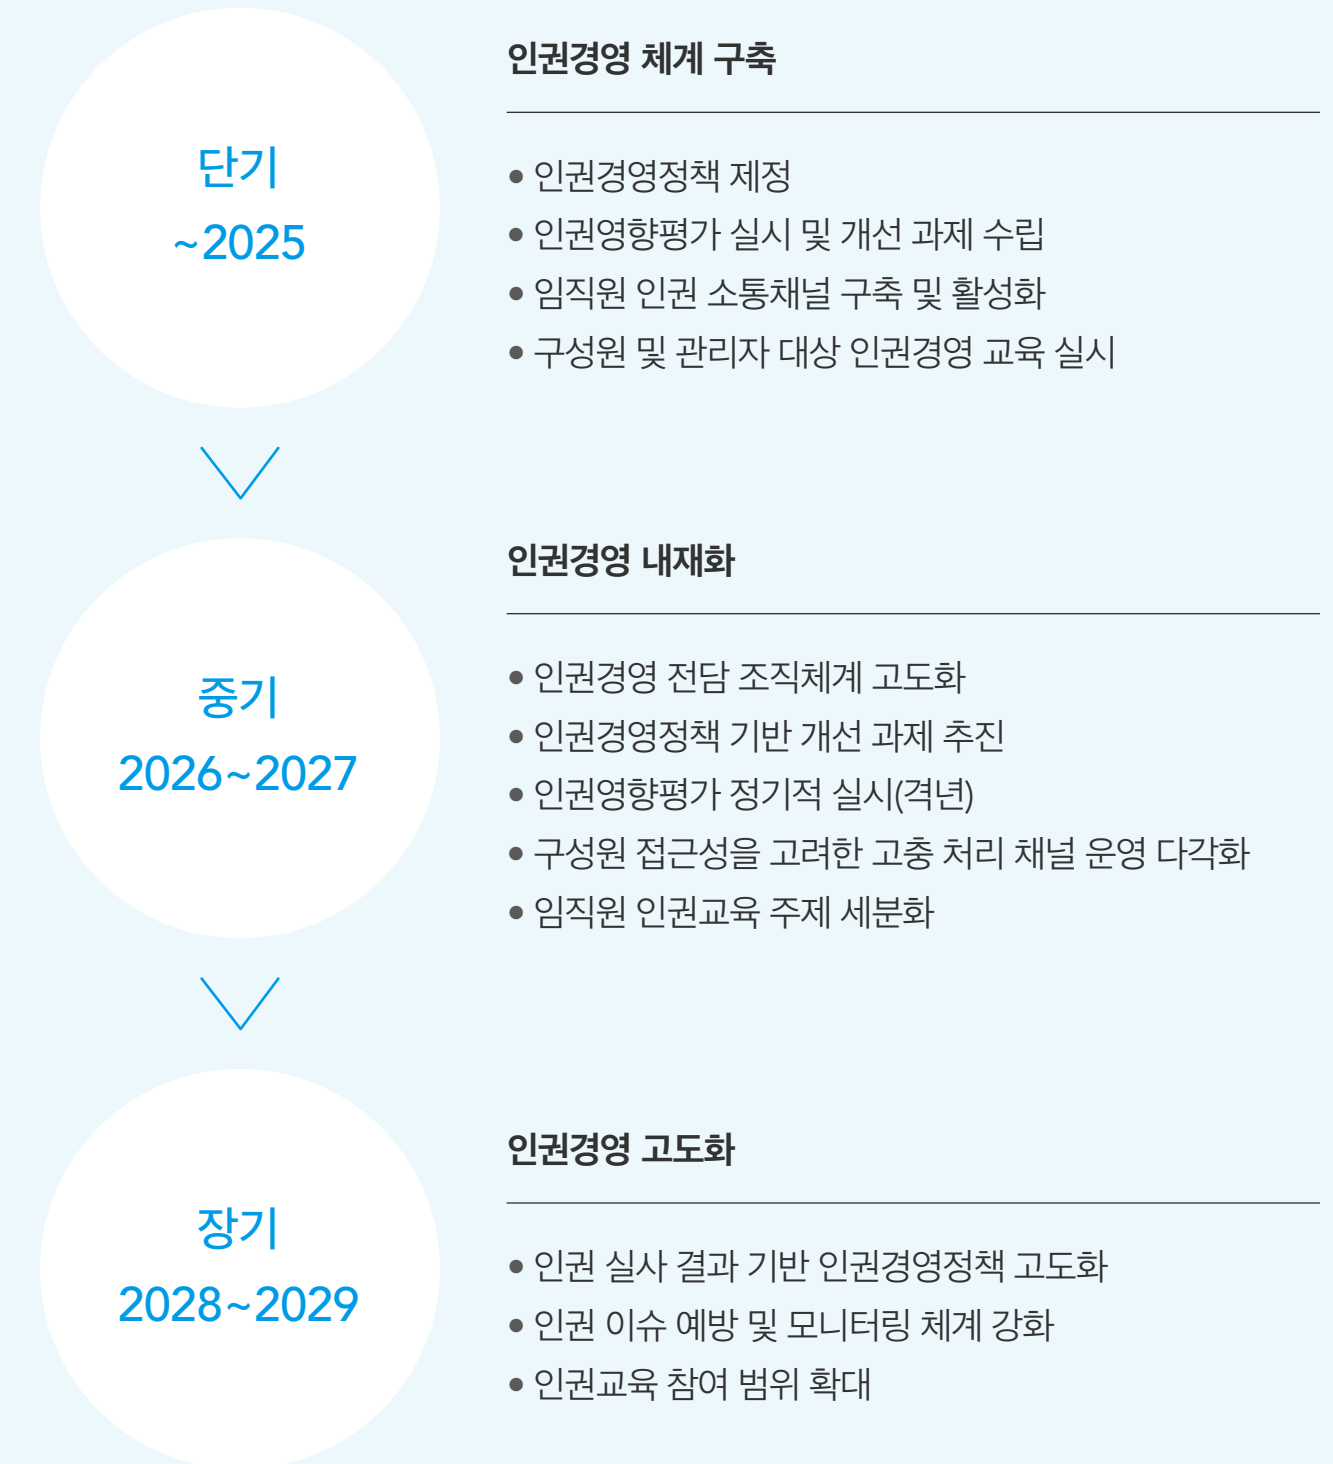 단기
~2025
인권경영 체계 구축
● 인권경영정책 제정
● 인권영향평가 실시 및 개선 과제 수립
● 임직원 인권 소통채널 구축 및 활성화
● 구성원 및 관리자 대상 인권경영 교육 실시
중기
2026~2027
인권경영 내재화
● 인권경영 전담 조직체계 고도화
● 인권경영정책 기반 개선 과제 추진
● 인권영향평가 정기적 실시(격년)
● 구성원 접근성을 고려한 고충 처리 채널 운영 다각화
● 임직원 인권교육 주제 세분화
장기
2028~2029
인권경영 고도화
● 인권 실사 결과 기반 인권경영정책 고도화
● 인권 이슈 예방 및 모니터링 체계 강화
● 인권교육 참여 범위 확대